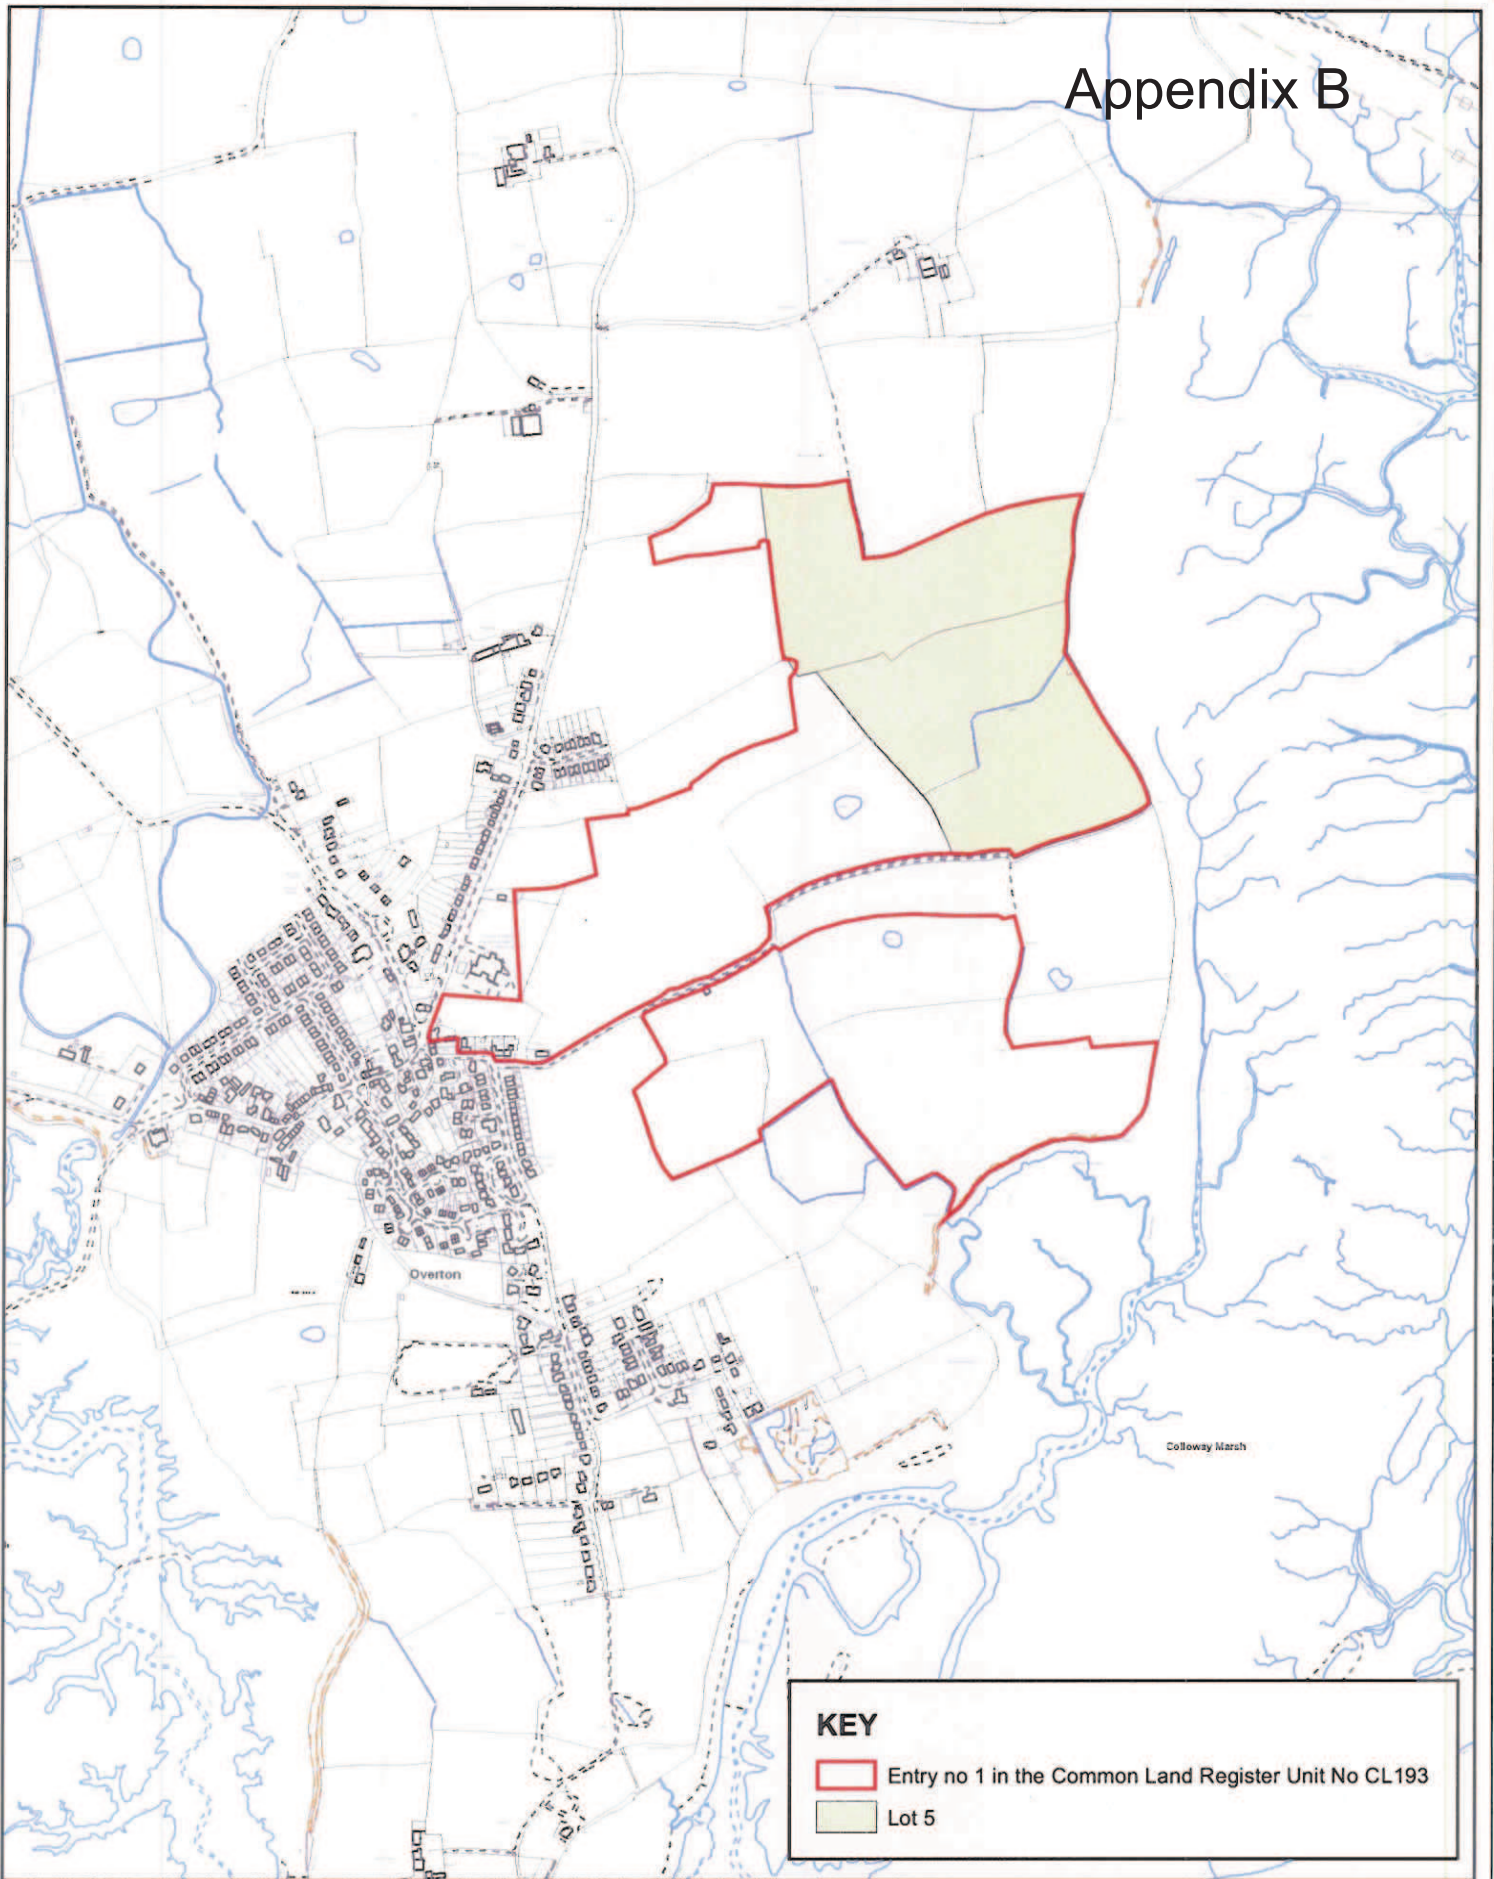 Appendix B
Overton
Colloway Marsh
KEY
Entry no 1 in the Common Land Register Unit No CL193
Lot 5